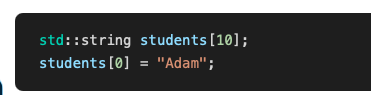 std::string students[10];
students[0] = "Adam";